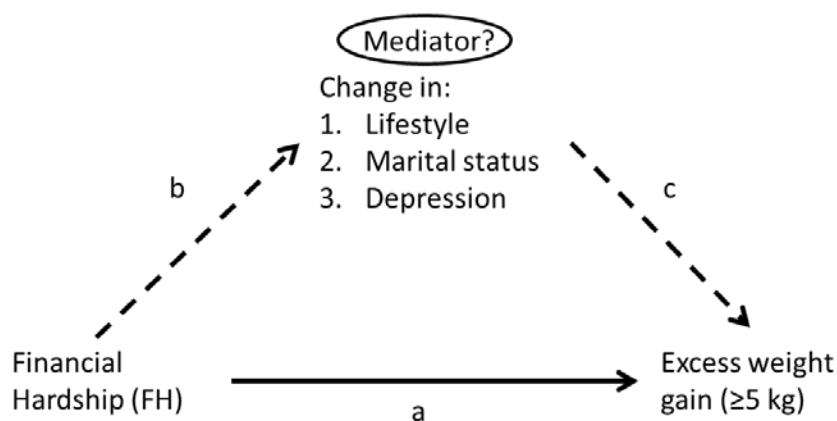 Mediator?
Change in:
1. Lifestyle
2. Marital status
3. Depression
b
c
Financial
Hardship (FH)
a
Excess weight
gain (≥5 kg)